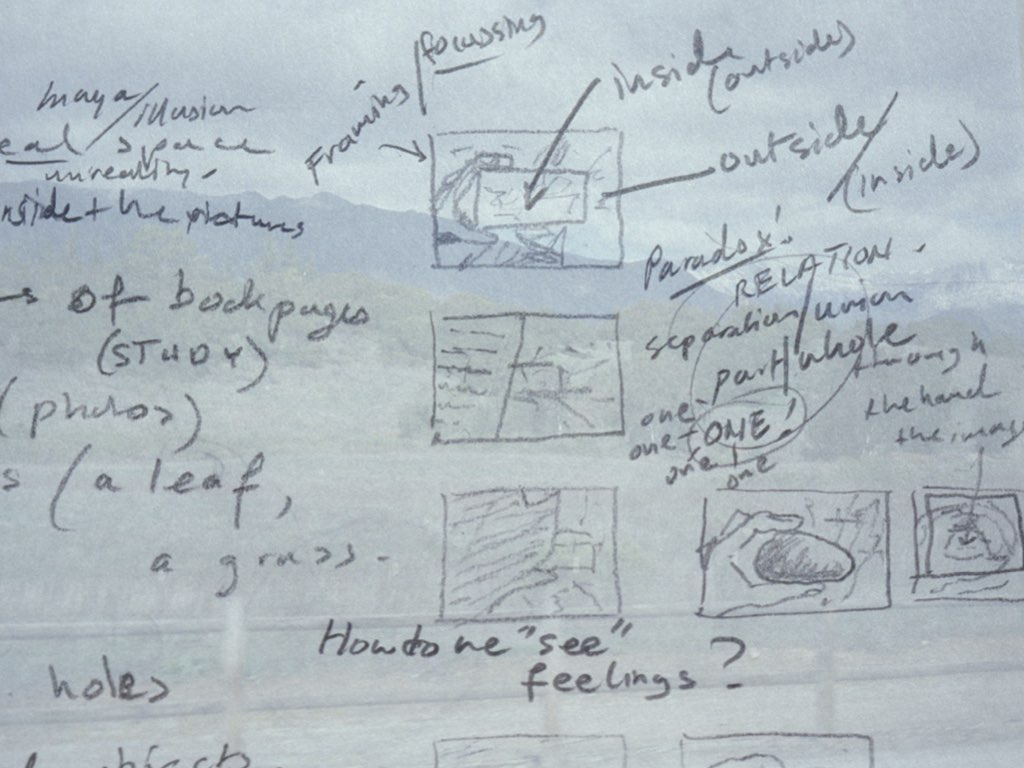 focussing
Framing
inside
(outside)
outside
(inside)
maya/illusion
eal space
unreality.
nside the pictures
Paradox!
RELATION.
separation/union
part/whole
one
one + ONE!
one + one
s of book pages
(STUDY)
(photos)
s (a leaf,
a grass.
through
the hand
the image
How do we "see"
feelings?
holes
objects